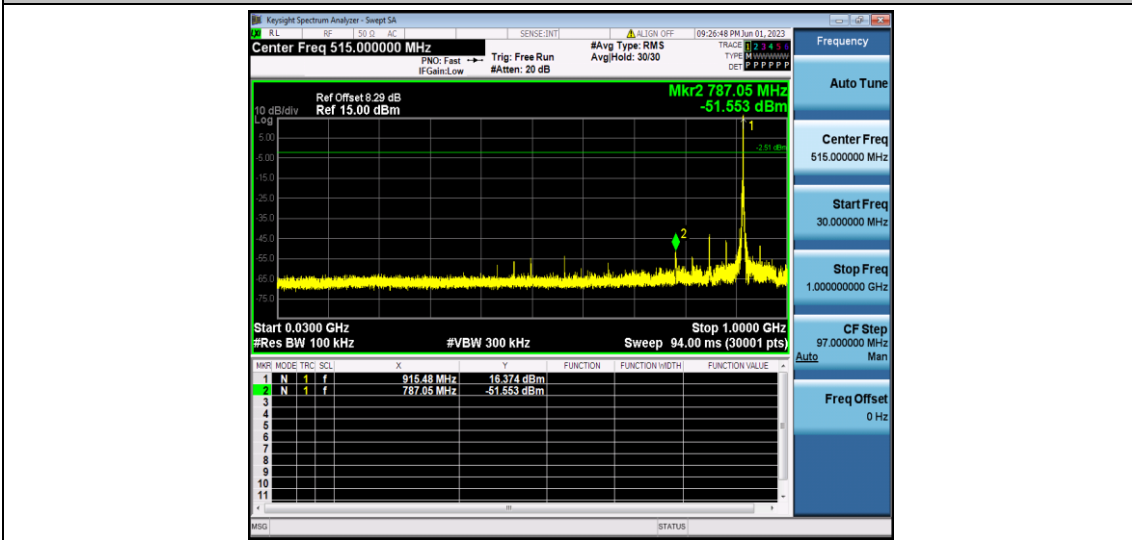 Keysight Spectrum Analyzer - Swept SA
RL RF 50 Ω AC SENSE:INT ALIGN OFF 09:26:48 PM Jun 01, 2023
Center Freq 515.000000 MHz
PNO: Fast Trig: Free Run #Avg Type: RMS TRACE 1 2 3 4 5 6
IFGain:Low #Atten: 20 dB Avg|Hold: 30/30 TYPE M W W W W W
DET P P P P P P
Mkr2 787.05 MHz
-51.553 dBm
Ref Offset 8.29 dB
10 dB/div Ref 15.00 dBm
Log
1
5.00
-2.51 dBm
-5.00
-15.0
-25.0
-35.0
-45.0
2
-55.0
-65.0
-75.0
Start 0.0300 GHz Stop 1.0000 GHz
#Res BW 100 kHz #VBW 300 kHz Sweep 94.00 ms (30001 pts)
MKR MODE TRC SCL X Y FUNCTION FUNCTION WIDTH FUNCTION VALUE
1 N 1 f 915.48 MHz 16.374 dBm
2 N 1 f 787.05 MHz -51.553 dBm
3
4
5
6
7
8
9
10
11
MSG STATUS
Frequency
Auto Tune
Center Freq
515.000000 MHz
Start Freq
30.000000 MHz
Stop Freq
1.000000000 GHz
CF Step
97.000000 MHz
Auto Man
Freq Offset
0 Hz